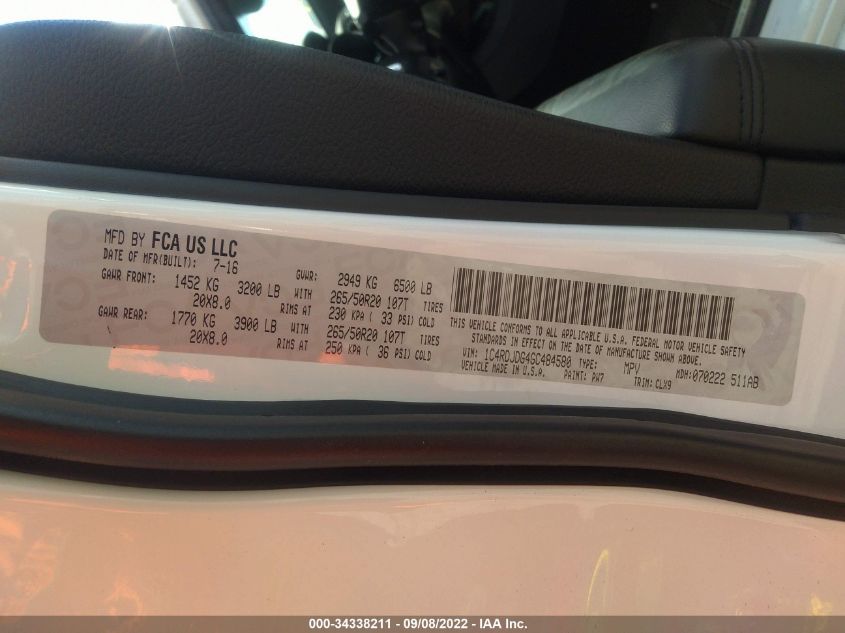 MFD BY FCA US LLC
DATE OF MFR(BUILT): 7-16 GVWR: 2949 KG 6500 LB
GAWR FRONT: 1452 KG 3200 LB WITH 265/50R20 107T TIRES
20X8.0 RIMS AT 230 KPA ( 33 PSI) COLD
GAWR REAR: 1770 KG 3900 LB WITH 265/50R20 107T TIRES
20X8.0 RIMS AT 250 KPA ( 36 PSI) COLD
THIS VEHICLE CONFORMS TO ALL APPLICABLE U.S.A. FEDERAL MOTOR VEHICLE SAFETY
STANDARDS IN EFFECT ON THE DATE OF MANUFACTURE SHOWN ABOVE.
VIN: 1C4RDJDG4GC484580 TYPE: MPV MDH:070222 511AB
VEHICLE MADE IN U.S.A. PAINT: PW7 TRIM: CLX9
000-34338211 - 09/08/2022 - IAA Inc.